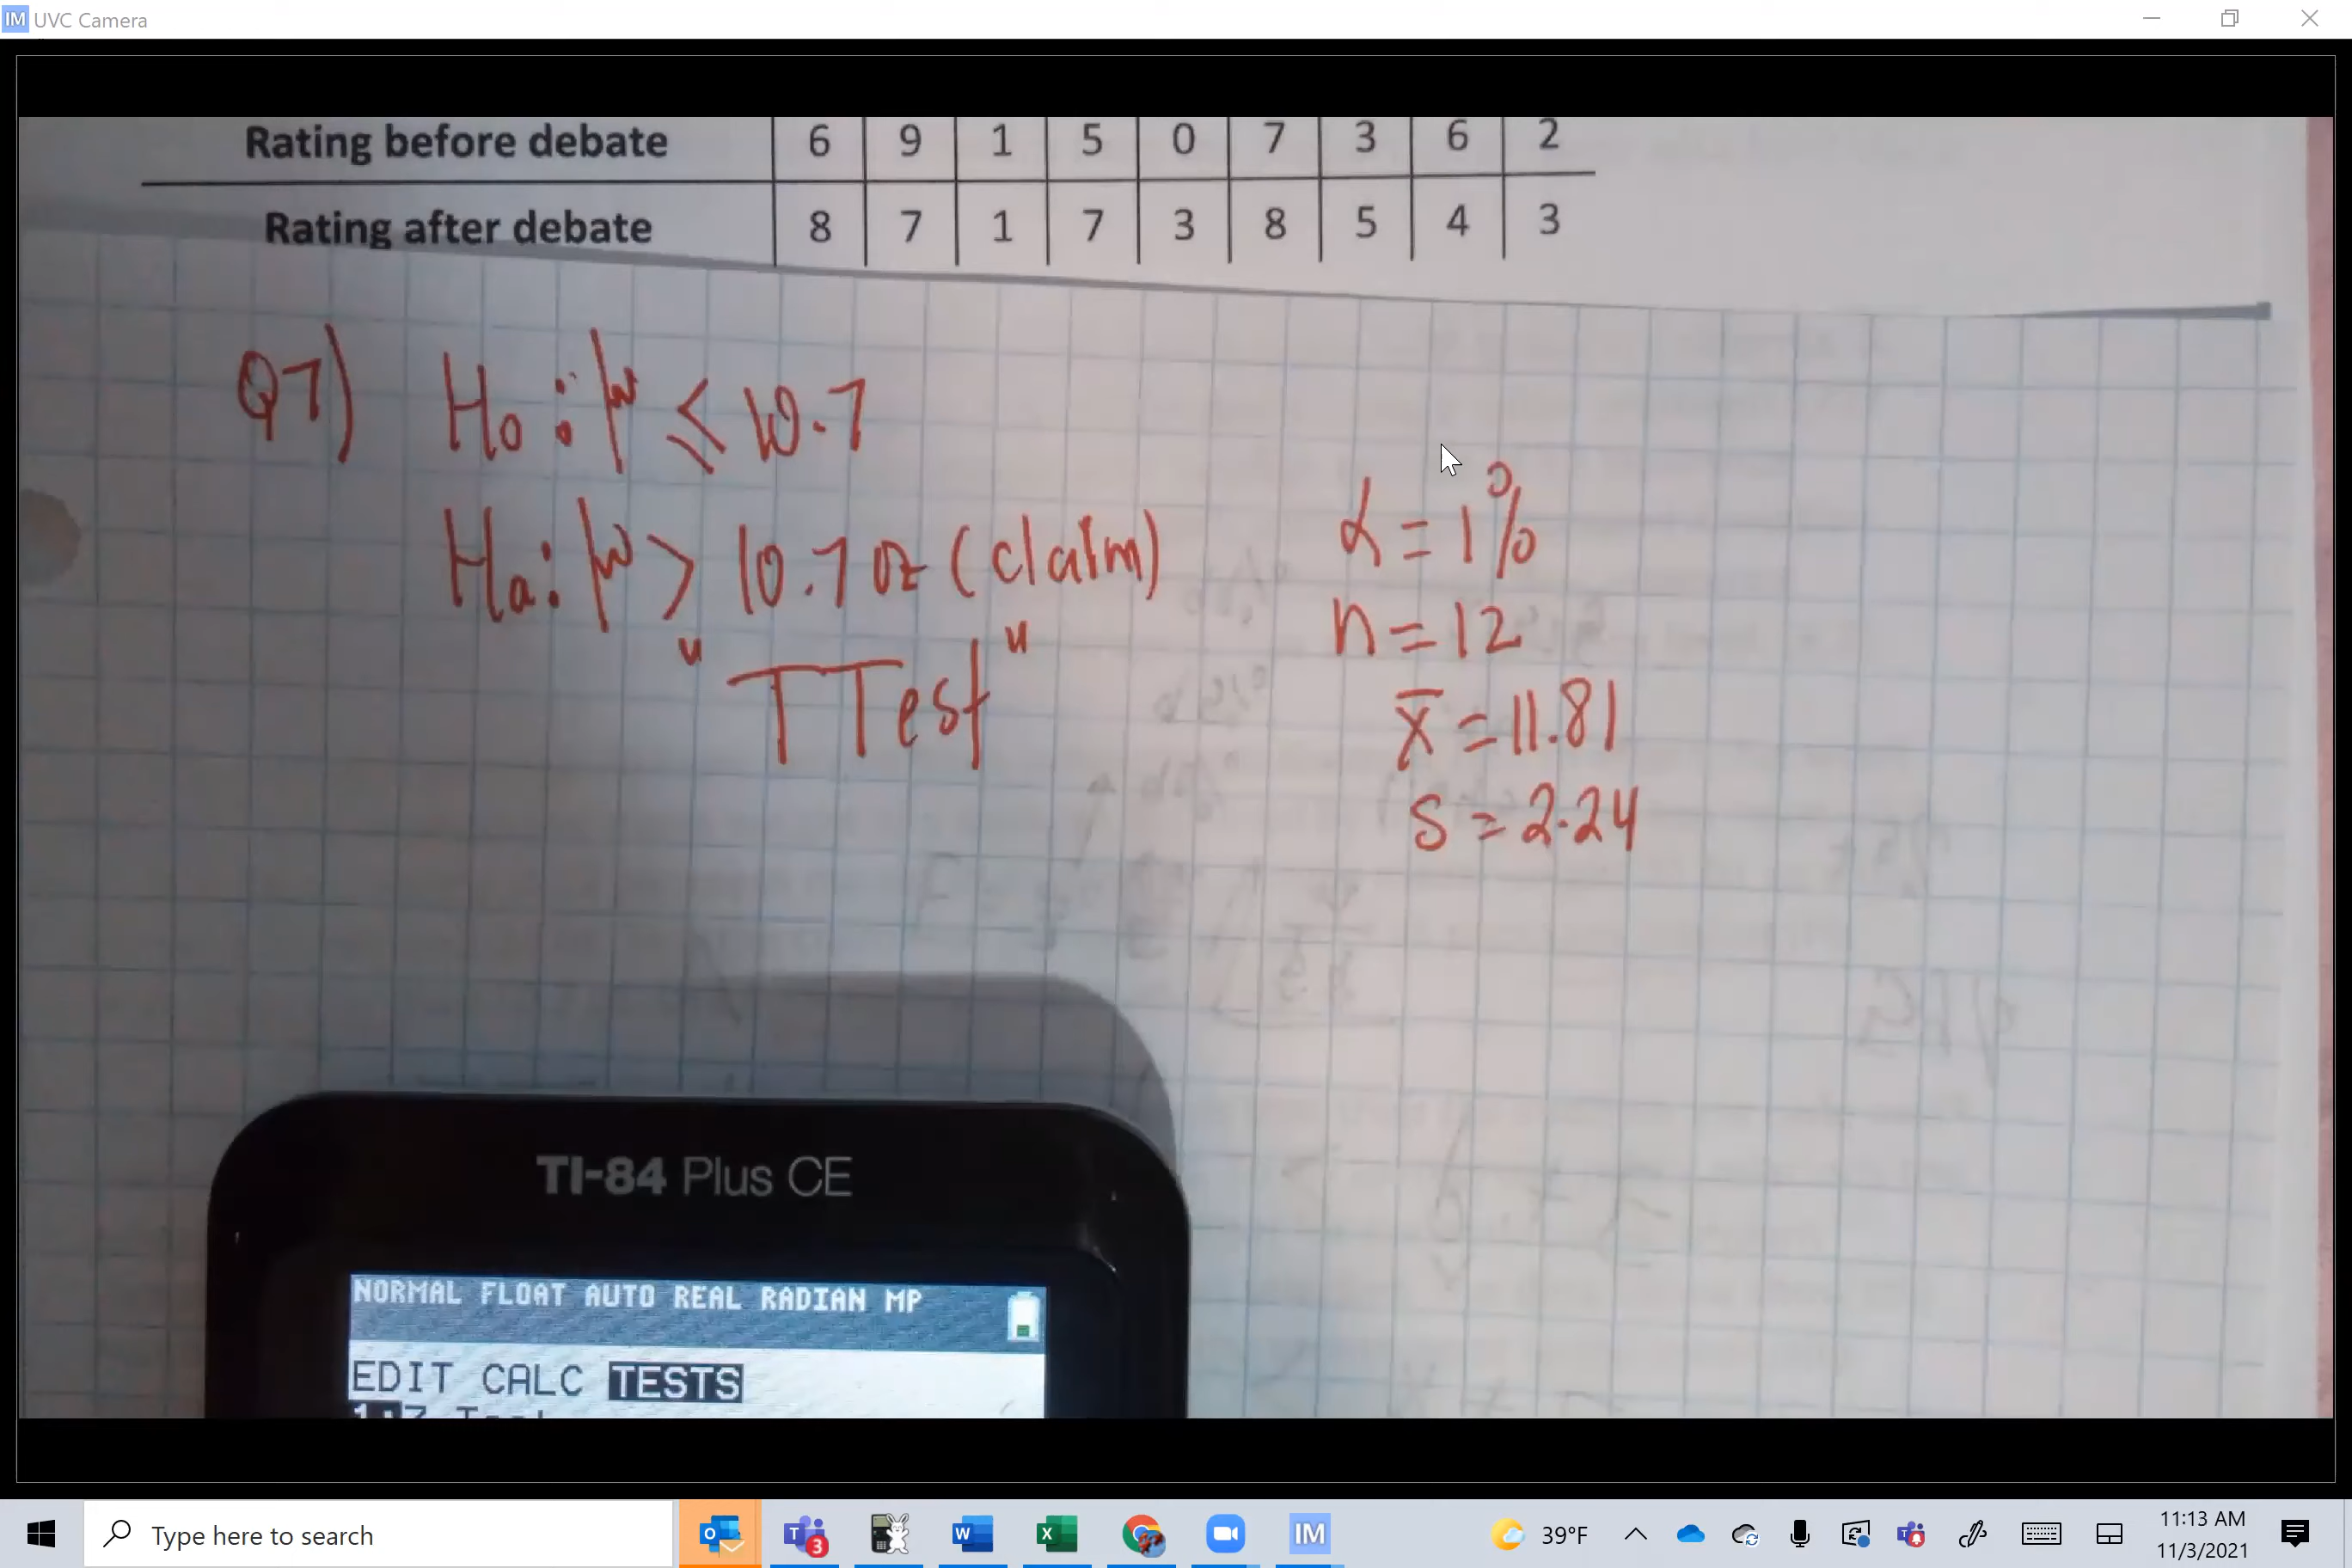 IM UVC Camera
Rating before debate 6 9 1 5 0 7 3 6 2
Rating after debate 8 7 1 7 3 8 5 4 3
Q7) H₀: μ ≤ 10.7
Hₐ: μ > 10.7 oz (claim)
"TTest"
α = 1%
n = 12
x̄ = 11.81
s = 2.24
TI-84 Plus CE
NORMAL FLOAT AUTO REAL RADIAN MP
EDIT CALC TESTS
Type here to search
39°F
11:13 AM
11/3/2021